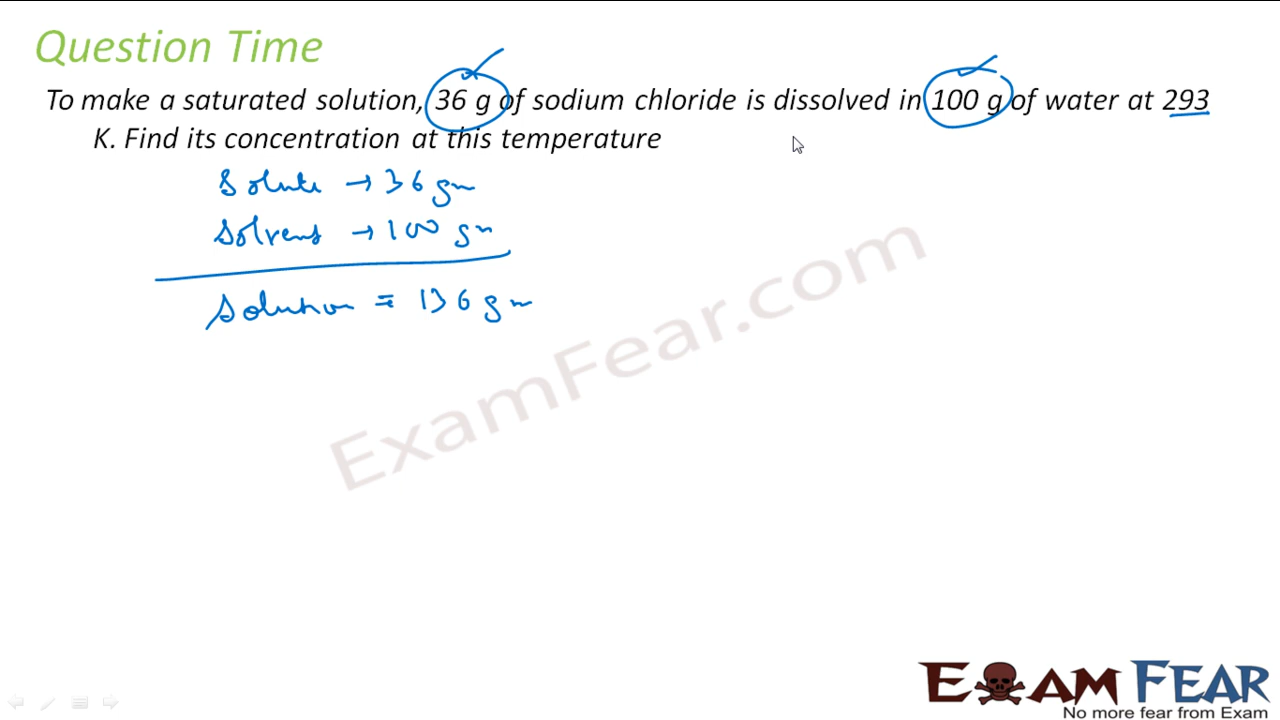 Question Time
To make a saturated solution, 36 g of sodium chloride is dissolved in 100 g of water at 293
K. Find its concentration at this temperature
Solute → 36 gm
Solvent → 100 gm
Solution = 136 gm
ExamFear.com
EXAM FEAR
No more fear from Exam